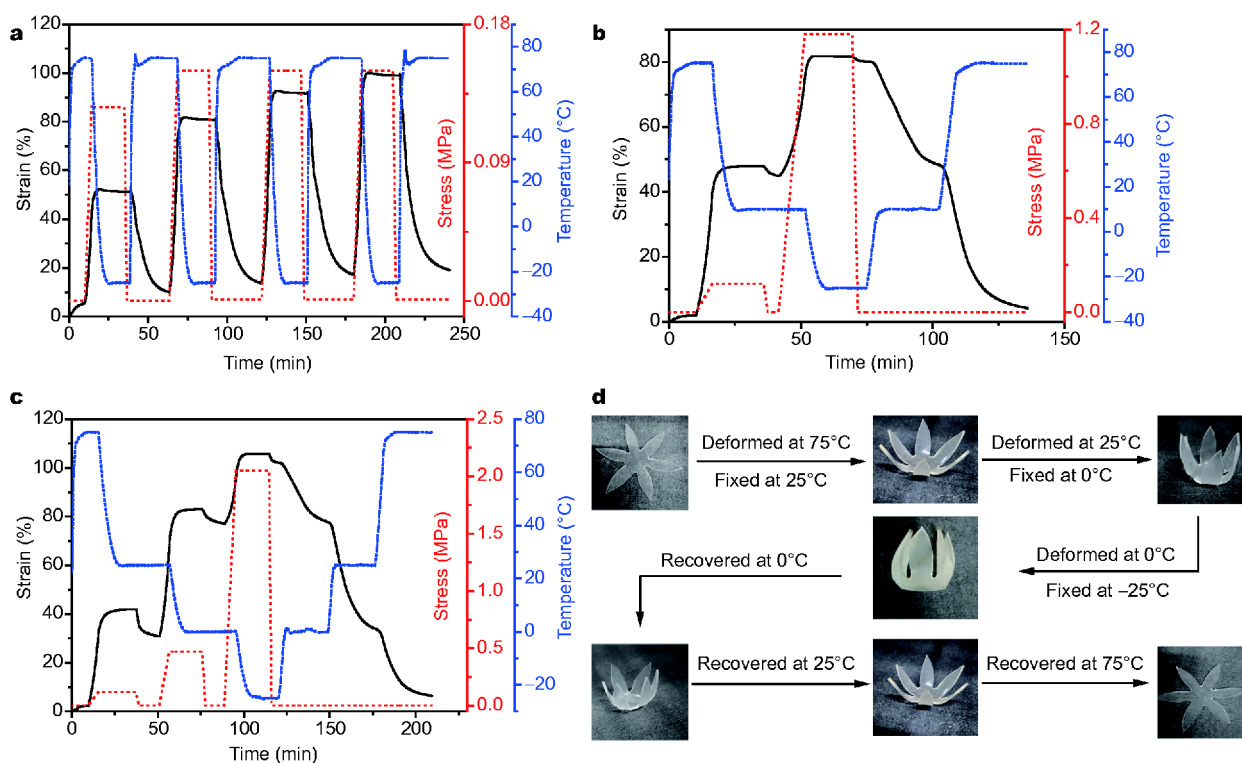 a
120
100
80
60
40
20
0
Strain (%)
0
50
100
150
200
250
Time (min)
0.18
0.09
0.00
Stress (MPa)
80
60
40
20
0
−20
−40
Temperature (°C)
b
80
60
40
20
0
Strain (%)
0
50
100
150
Time (min)
1.2
0.8
0.4
0.0
Stress (MPa)
80
60
40
20
0
−20
−40
Temperature (°C)
c
120
100
80
60
40
20
0
Strain (%)
0
50
100
150
200
Time (min)
2.5
2.0
1.5
1.0
0.5
0.0
Stress (MPa)
80
60
40
20
0
−20
Temperature (°C)
d
Deformed at 75°C
Fixed at 25°C
Deformed at 25°C
Fixed at 0°C
Deformed at 0°C
Fixed at −25°C
Recovered at 0°C
Recovered at 25°C
Recovered at 75°C